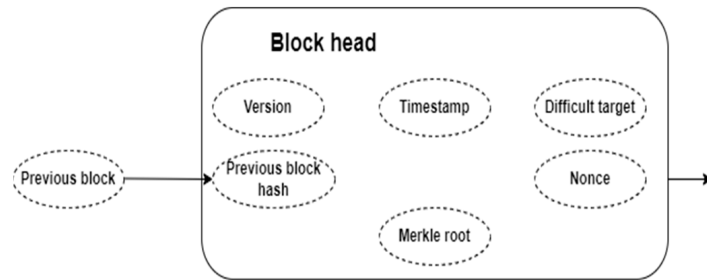 Block head
Version
Timestamp
Difficult target
Previous block
Previous block
hash
Nonce
Merkle root